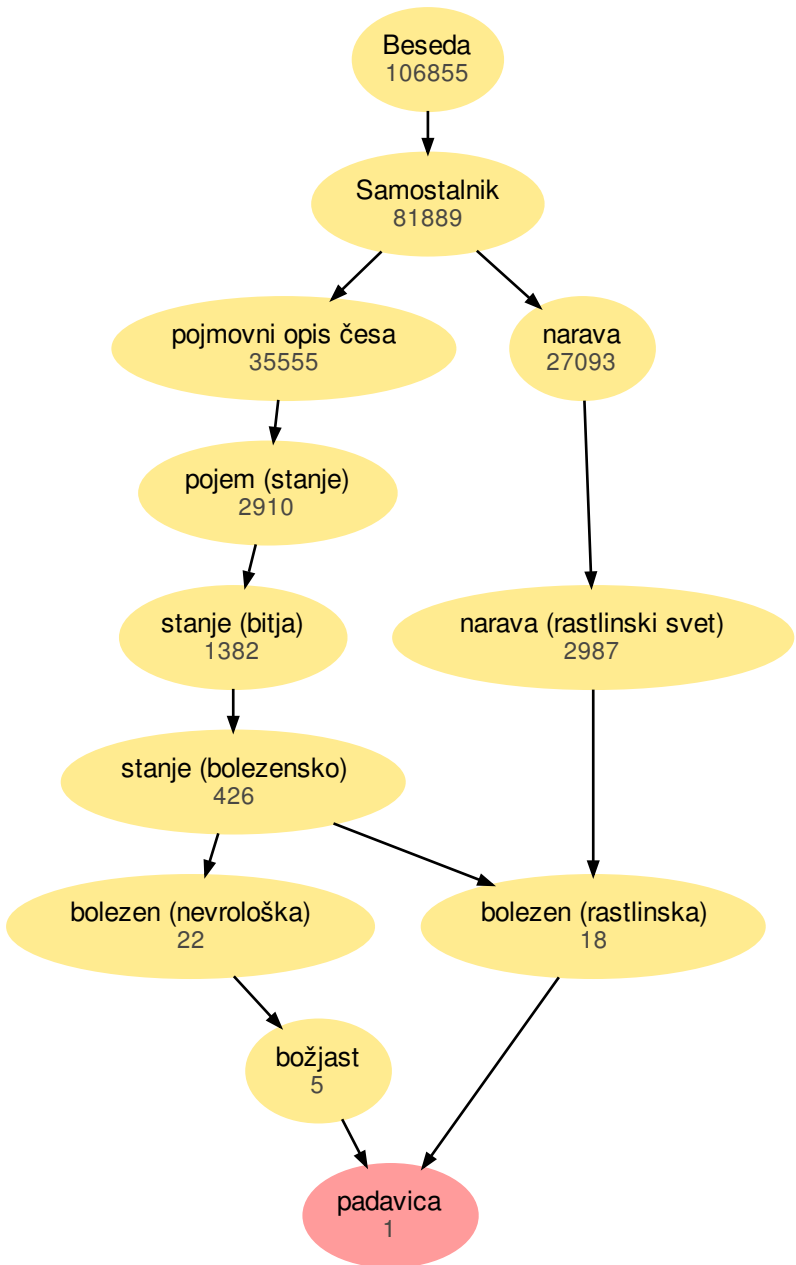 Beseda
106855
Samostalnik
81889
pojmovni opis česa
35555
narava
27093
pojem (stanje)
2910
stanje (bitja)
1382
narava (rastlinski svet)
2987
stanje (bolezensko)
426
bolezen (nevrološka)
22
bolezen (rastlinska)
18
božjast
5
padavica
1